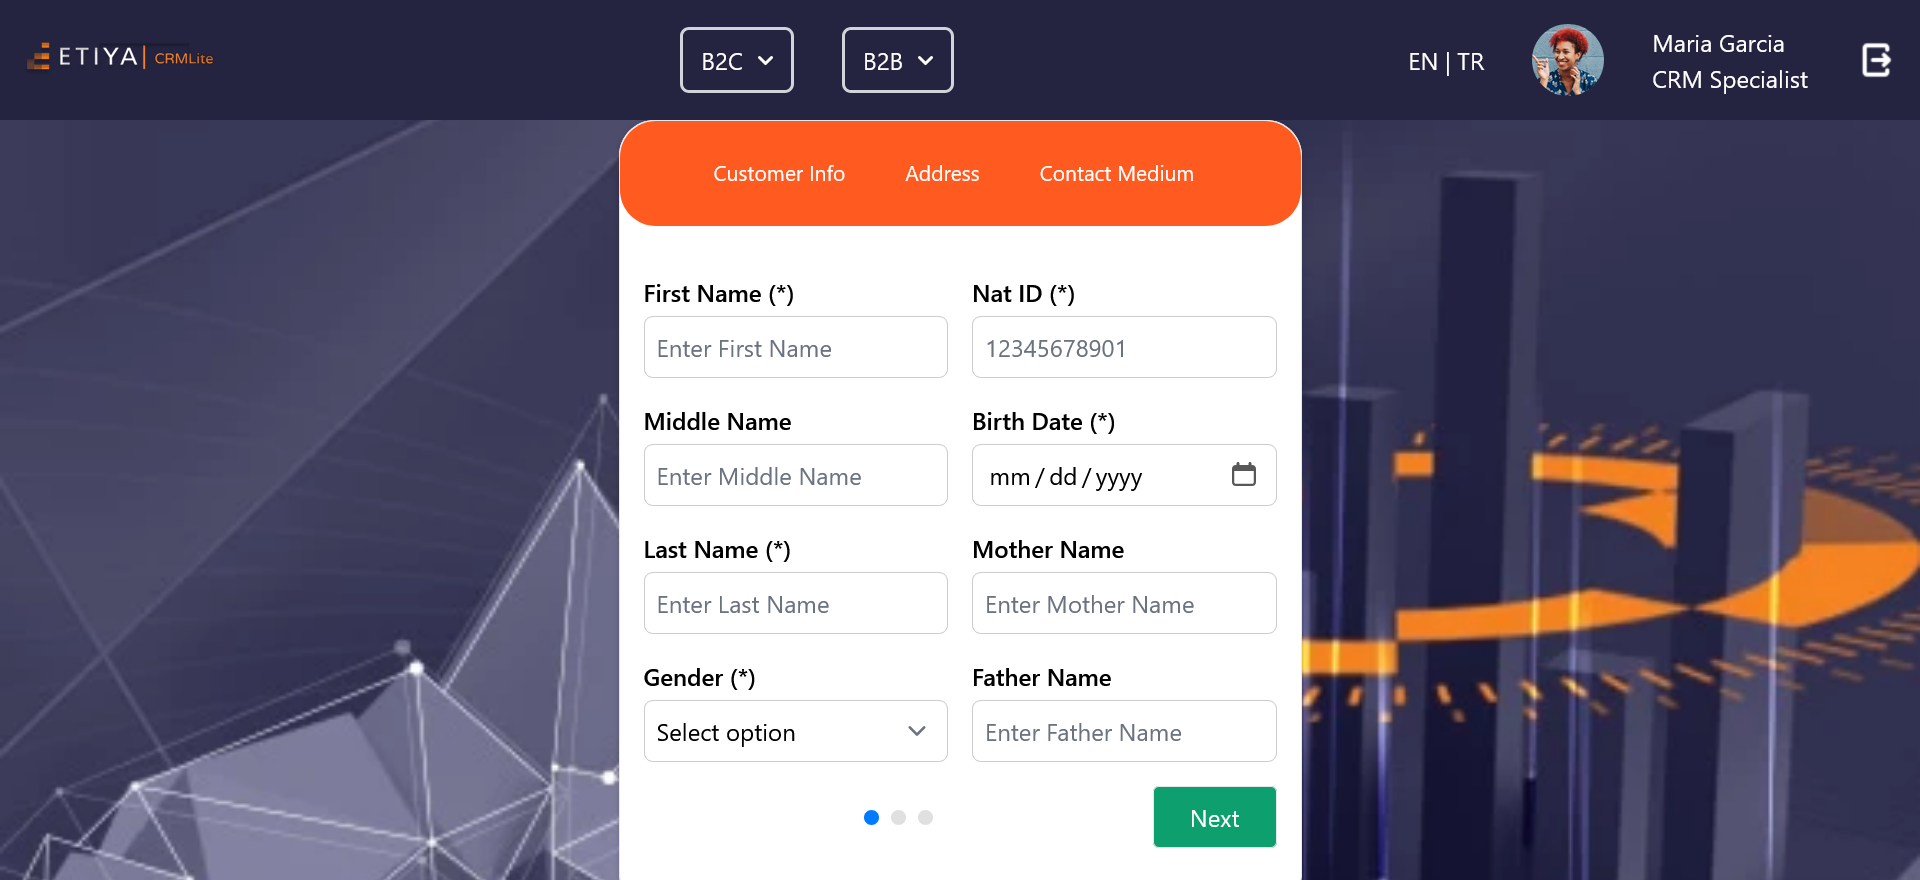 ETIYA | CRMLite
B2C
B2B
EN | TR
Maria Garcia
CRM Specialist
Customer Info
Address
Contact Medium
First Name (*)
Enter First Name
Nat ID (*)
12345678901
Middle Name
Enter Middle Name
Birth Date (*)
mm/dd/yyyy
Last Name (*)
Enter Last Name
Mother Name
Enter Mother Name
Gender (*)
Select option
Father Name
Enter Father Name
Next